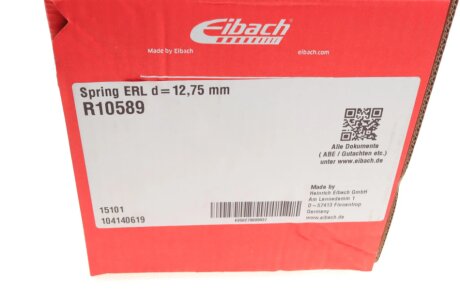 Eibach
Made by Eibach
eibach.com
Spring ERL d=12,75 mm
R10589
Alle Dokumente
( ABE / Gutachten etc.)
unter www.eibach.de
Made by
Heinrich Eibach GmbH
Am Lennedamm 1
D-57413 Finnentrop
Germany
www.eibach.de
15101
104140619